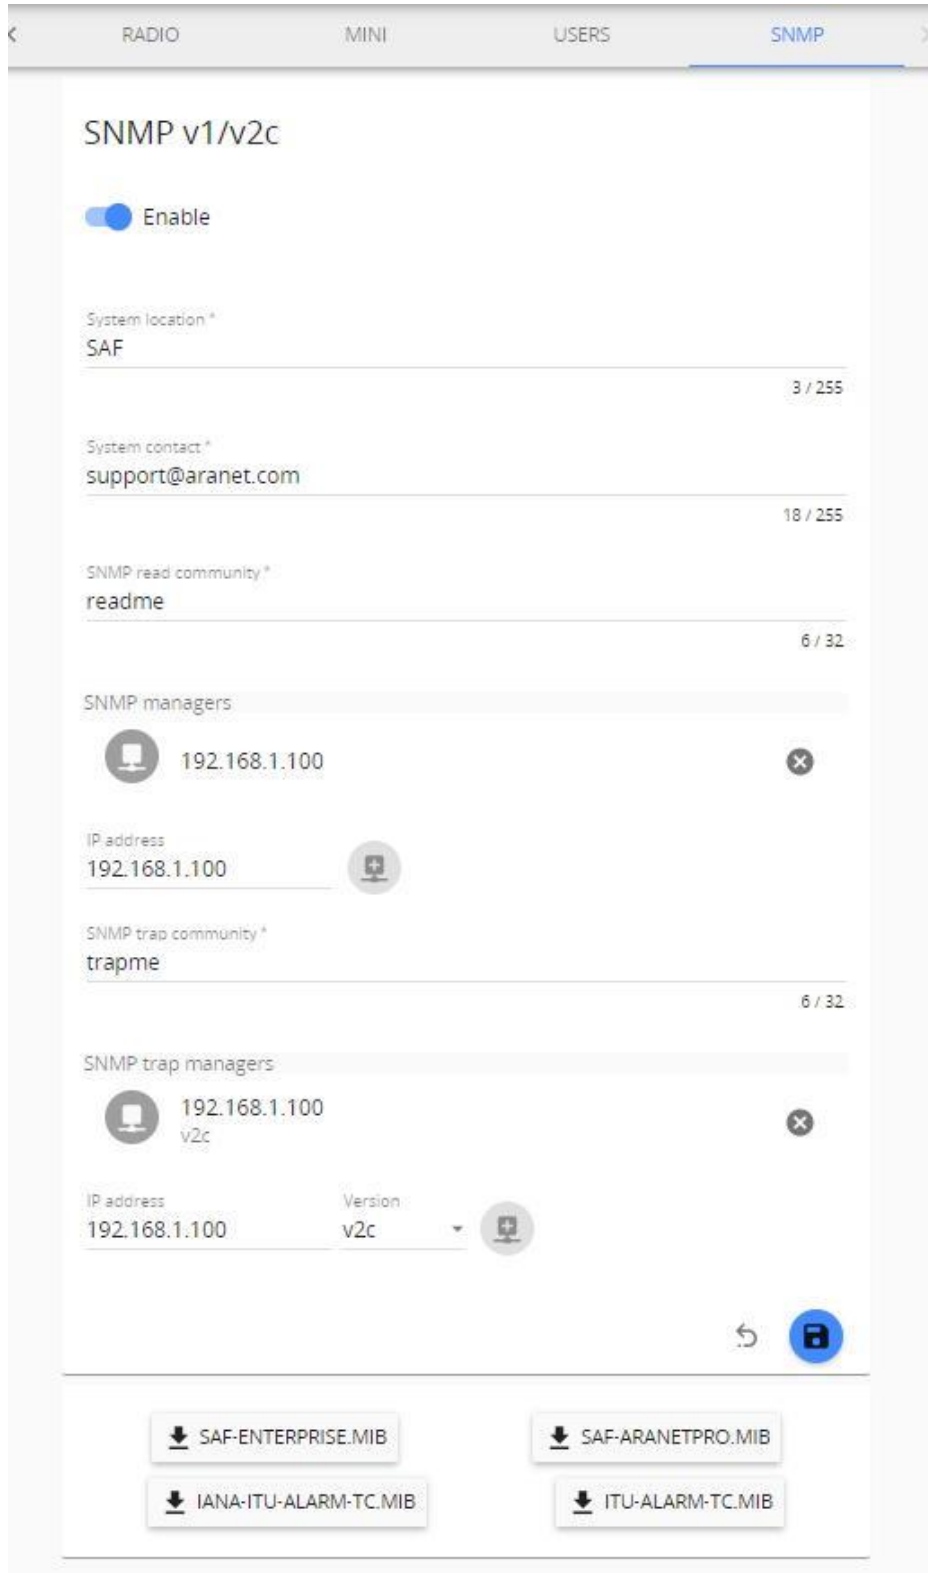 RADIO MINI USERS SNMP
SNMP v1/v2c
Enable
System location *
SAF
3 / 255
System contact *
support@aranet.com
18 / 255
SNMP read community *
readme
6 / 32
SNMP managers
192.168.1.100
IP address
192.168.1.100
SNMP trap community *
trapme
6 / 32
SNMP trap managers
192.168.1.100
v2c
IP address Version
192.168.1.100 v2c
SAF-ENTERPRISE.MIB SAF-ARANETPRO.MIB
IANA-ITU-ALARM-TC.MIB ITU-ALARM-TC.MIB